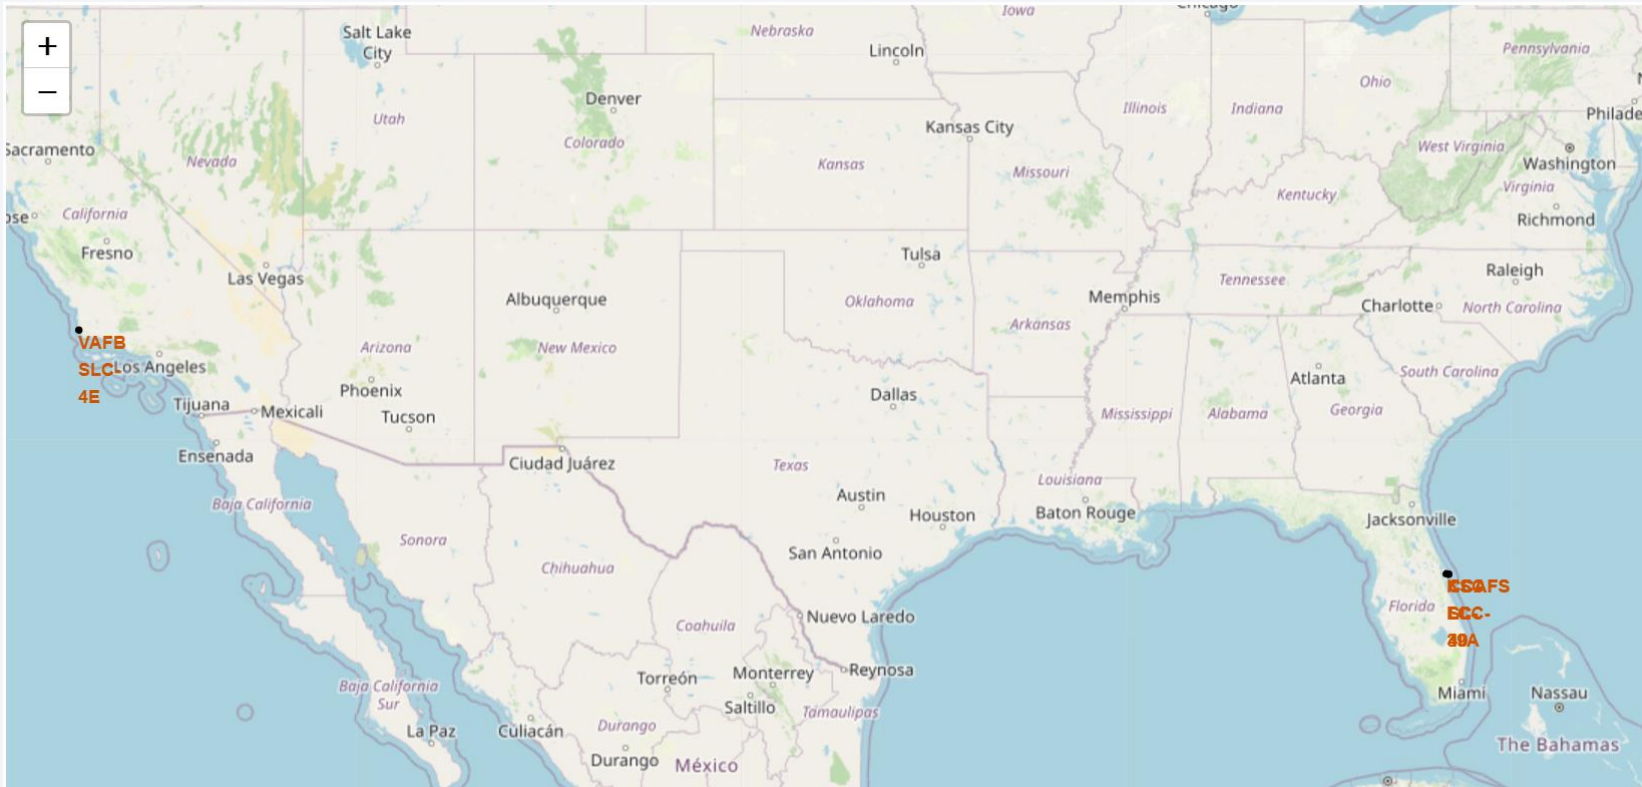 +
−
Chicago
Iowa
Nebraska
Salt Lake
City
Lincoln
Pennsylvania
Ohio
Denver
Utah
Illinois
Indiana
Philade
Colorado
Kansas City
Sacramento
Nevada
Kansas
Missouri
West Virginia
Washington
Kentucky
Virginia
ose
California
Richmond
Fresno
Las Vegas
Tulsa
Tennessee
Raleigh
Albuquerque
Oklahoma
Memphis
Charlotte
North Carolina
Arkansas
VAFB
SLC-
4E
Los Angeles
Arizona
New Mexico
Phoenix
Dallas
Atlanta
South Carolina
Tijuana
Mexicali
Tucson
Mississippi
Alabama
Georgia
Ensenada
Ciudad Juárez
Texas
Louisiana
Baja California
Austin
Houston
Baton Rouge
Jacksonville
Sonora
San Antonio
Chihuahua
Florida
Coahuila
Nuevo Laredo
Torreón
Monterrey
Reynosa
Baja California
Sur
Saltillo
Tamaulipas
Miami
Nassau
La Paz
Culiacán
Durango
Durango
México
The Bahamas